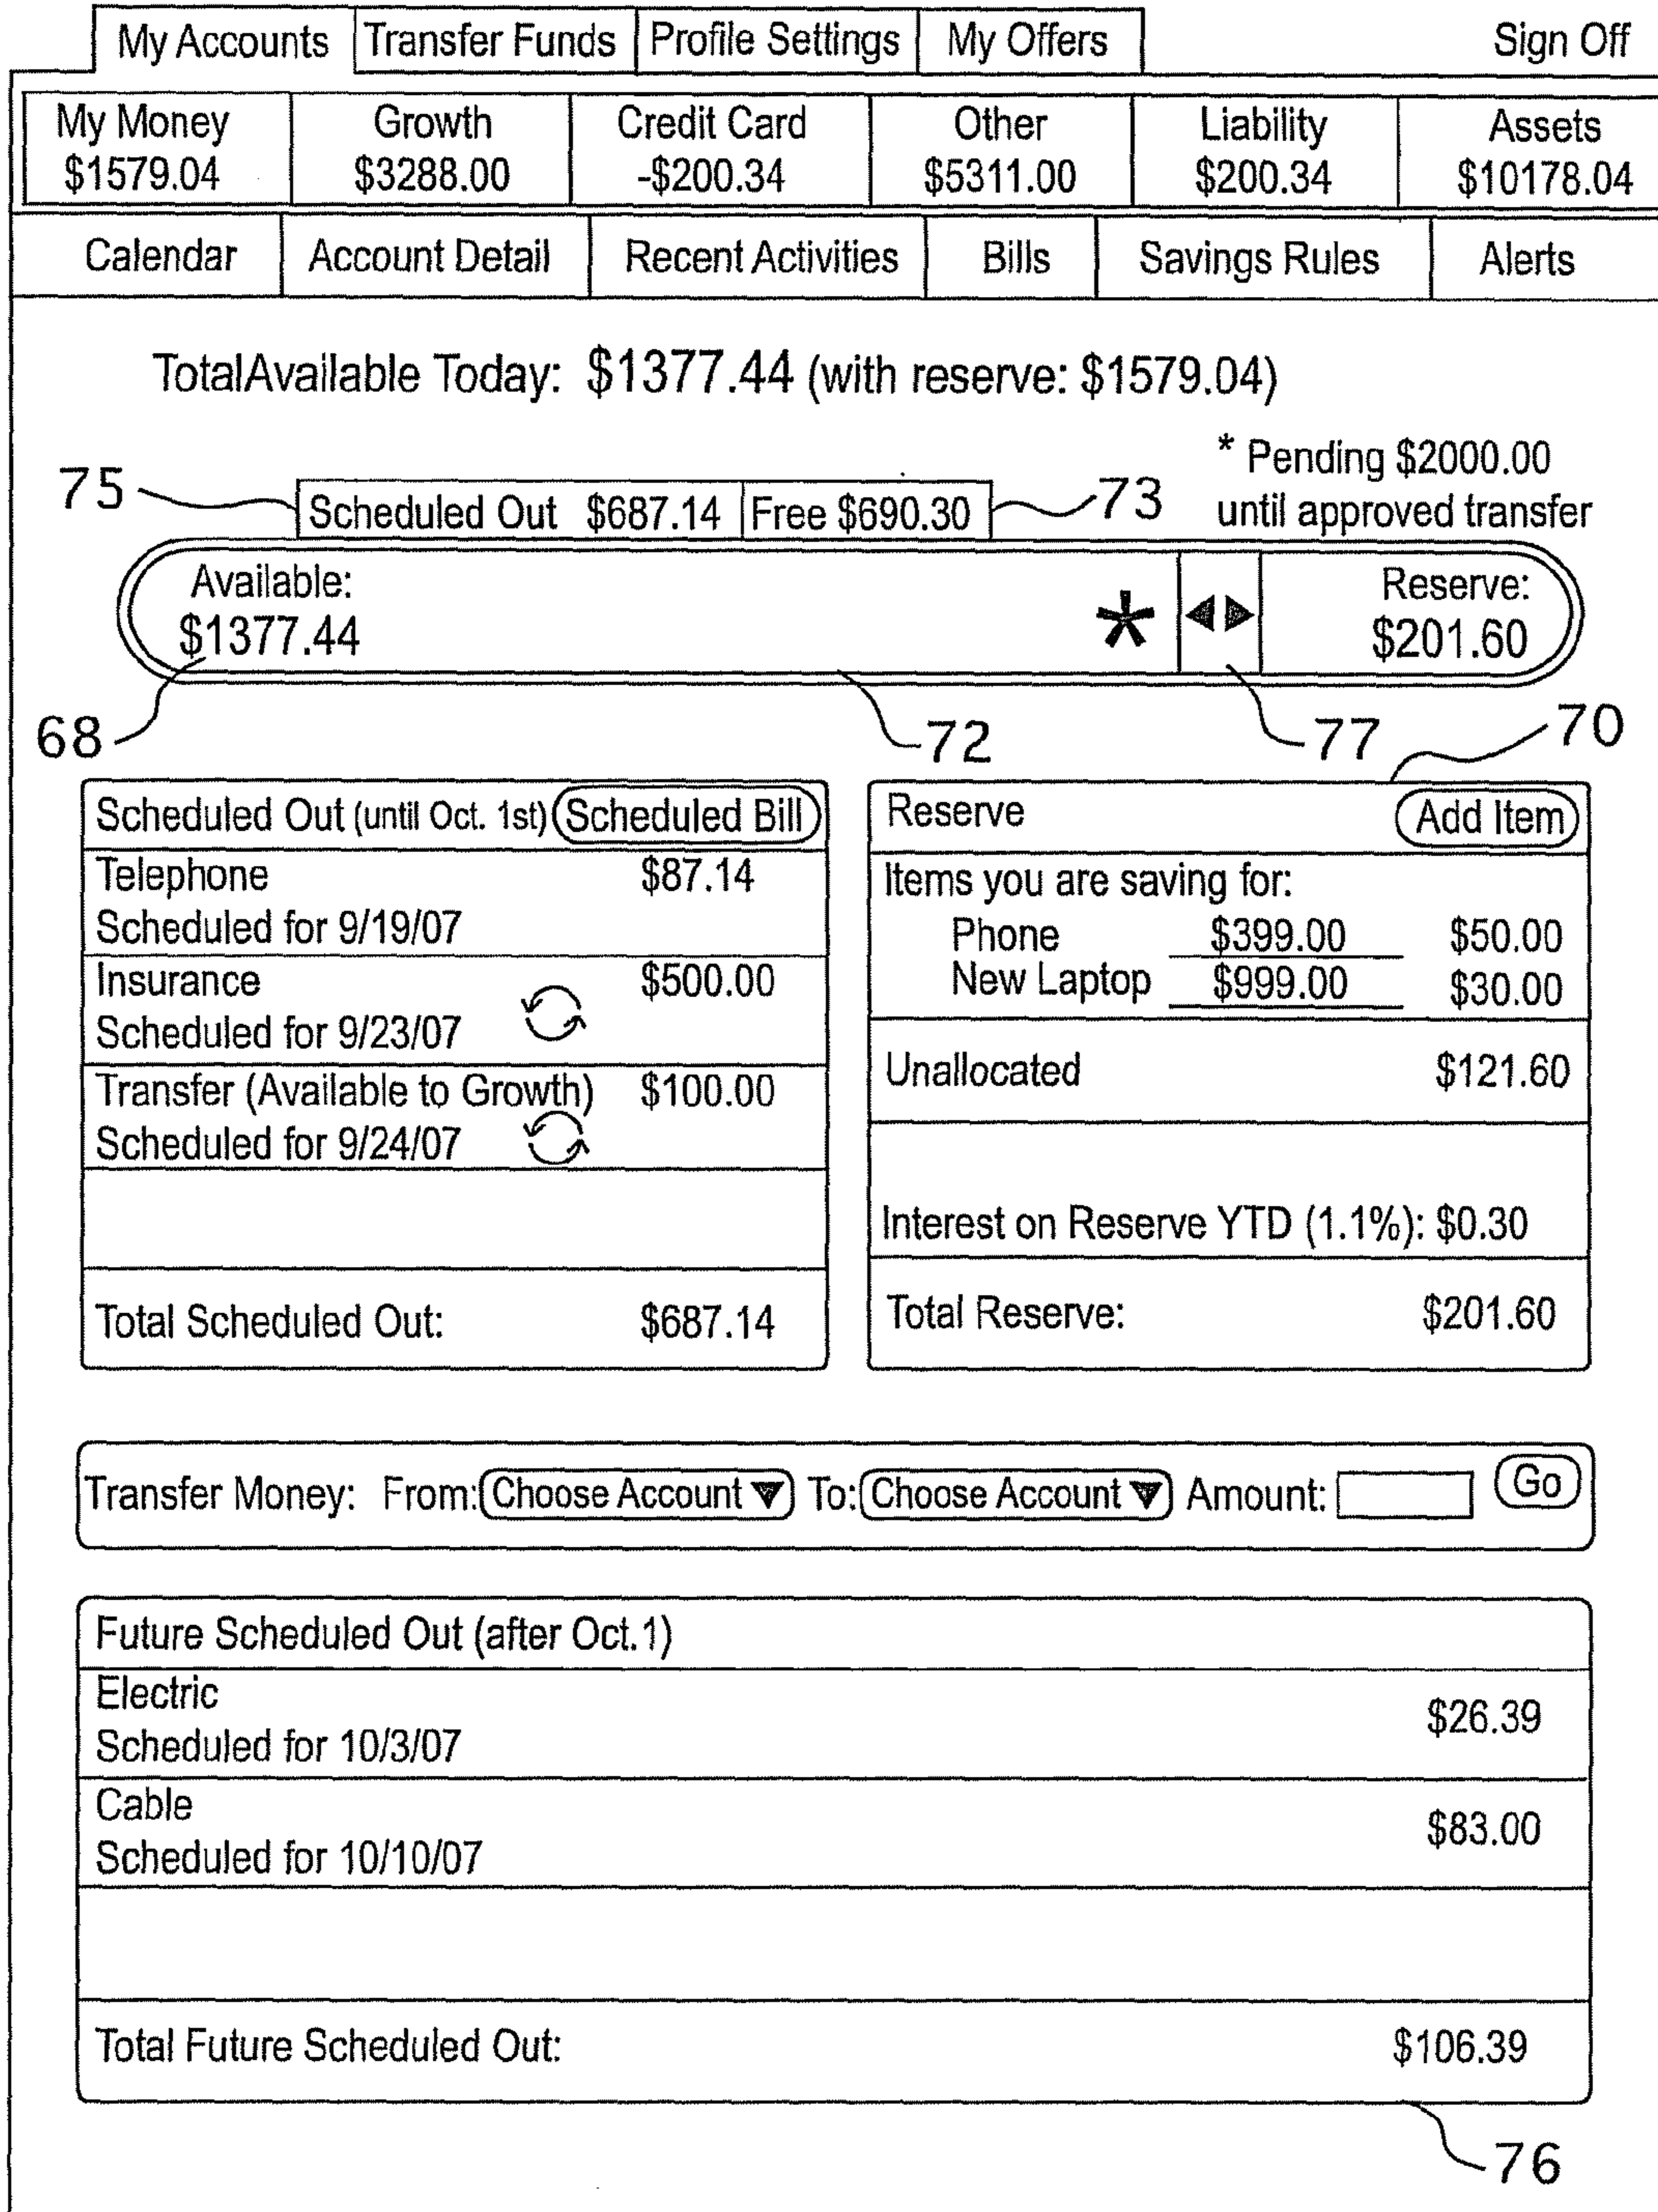 My Accounts Transfer Funds Profile Settings My Offers Sign Off
My Money Growth Credit Card Other Liability Assets
$1579.04 $3288.00 -$200.34 $5311.00 $200.34 $10178.04
Calendar Account Detail Recent Activities Bills Savings Rules Alerts
TotalAvailable Today: $1377.44 (with reserve: $1579.04)
* Pending $2000.00
until approved transfer
75 Scheduled Out $687.14 Free $690.30 73
Available: Reserve:
$1377.44 * $201.60
68 72 77 70
Scheduled Out (until Oct. 1st) Scheduled Bill
Telephone $87.14
Scheduled for 9/19/07
Insurance $500.00
Scheduled for 9/23/07
Transfer (Available to Growth) $100.00
Scheduled for 9/24/07
Total Scheduled Out: $687.14
Reserve Add Item
Items you are saving for:
Phone $399.00 $50.00
New Laptop $999.00 $30.00
Unallocated $121.60
Interest on Reserve YTD (1.1%): $0.30
Total Reserve: $201.60
Transfer Money: From: Choose Account To: Choose Account Amount: Go
Future Scheduled Out (after Oct.1)
Electric $26.39
Scheduled for 10/3/07
Cable $83.00
Scheduled for 10/10/07
Total Future Scheduled Out: $106.39
76